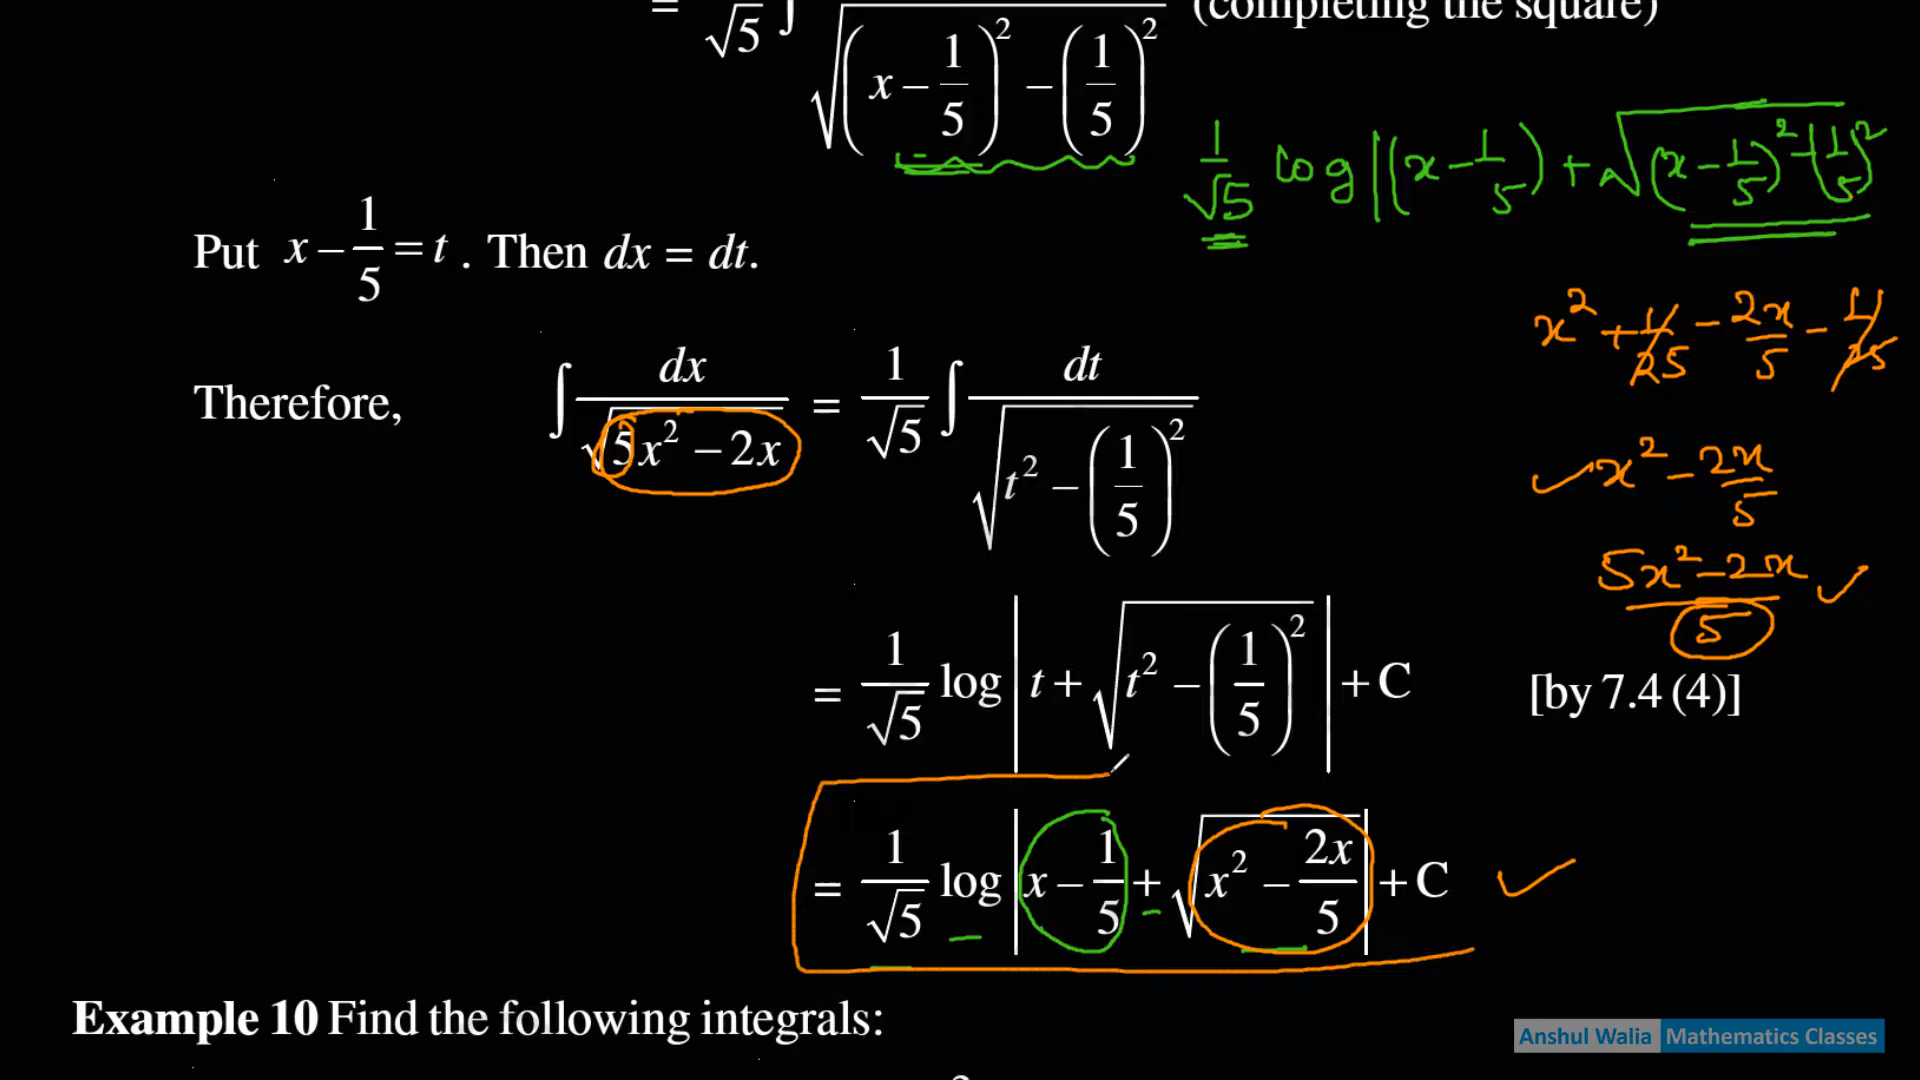 = 1/√5 ∫ √((x − 1/5)² − (1/5)²) (completing the square)
1/√5 log |(x − 1/5) + √((x − 1/5)² − (1/5)²)
Put x − 1/5 = t . Then dx = dt.
x² + 1/25 − 2x/5 − 1/25
Therefore, ∫ dx/√(5x² − 2x) = 1/√5 ∫ dt/√(t² − (1/5)²)
x² − 2x/5
5x² − 2x/5
= 1/√5 log |t + √(t² − (1/5)²)| + C [by 7.4 (4)]
= 1/√5 log |x − 1/5 + √(x² − 2x/5)| + C
Example 10 Find the following integrals:
Anshul Walia Mathematics Classes